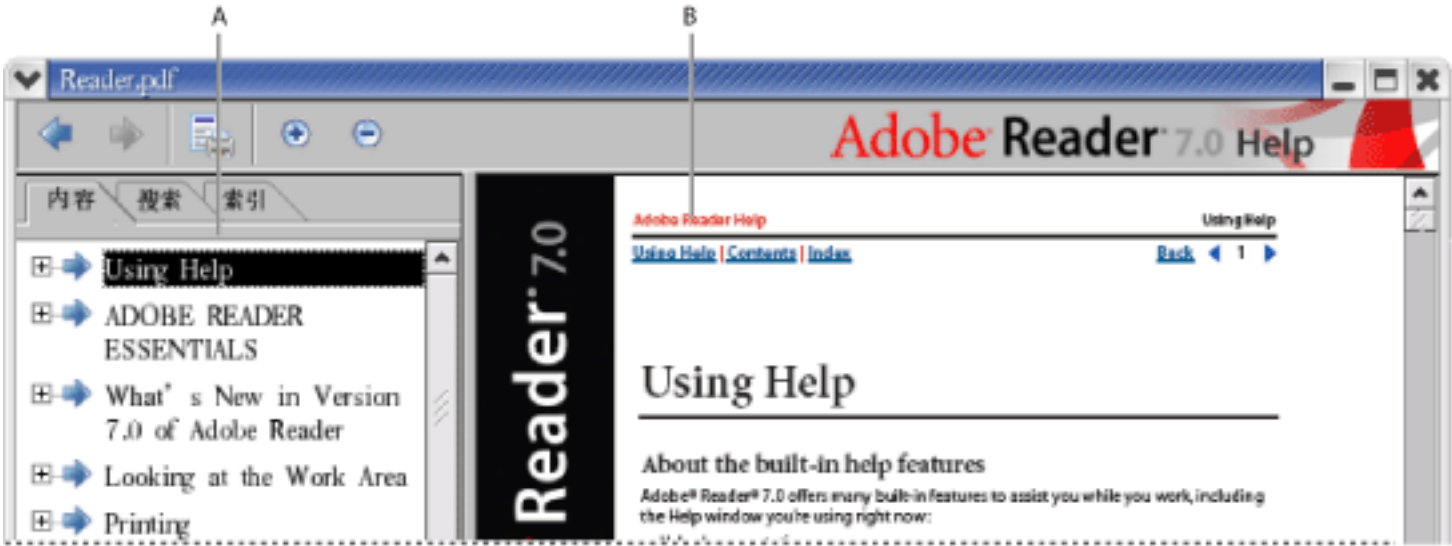 A
B
Reader.pdf
Adobe Reader 7.0 Help
内容 搜索 索引
Using Help
ADOBE READER
ESSENTIALS
What's New in Version
7.0 of Adobe Reader
Looking at the Work Area
Printing
Reader 7.0
Adobe Reader Help
Using Help
Using Help | Contents | Index
Back 1
Using Help
About the built-in help features
Adobe® Reader® 7.0 offers many built-in features to assist you while you work, including
the Help window you're using right now: